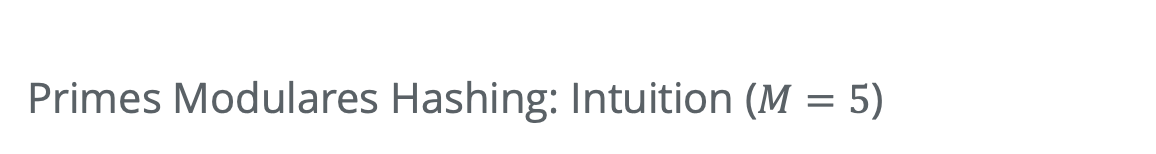 Primes Modulares Hashing: Intuition (M = 5)